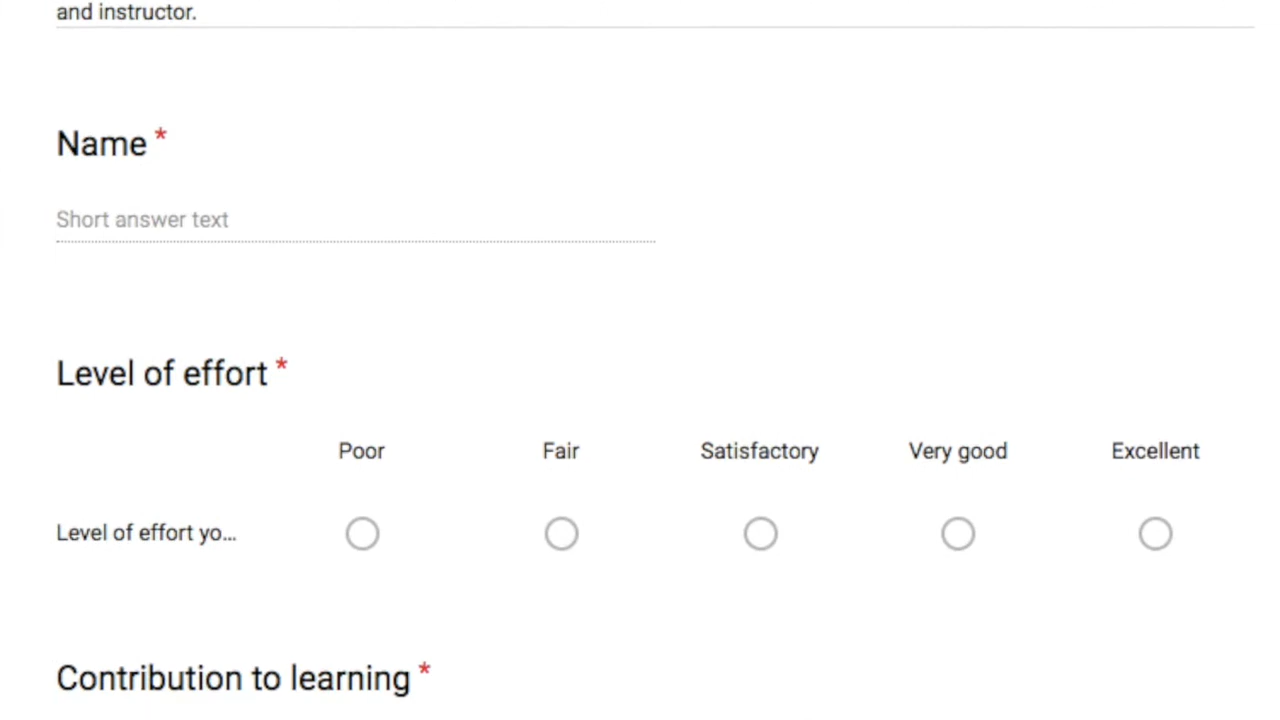 and instructor.
Name *
Short answer text
Level of effort *
Poor Fair Satisfactory Very good Excellent
Level of effort yo...
Contribution to learning *